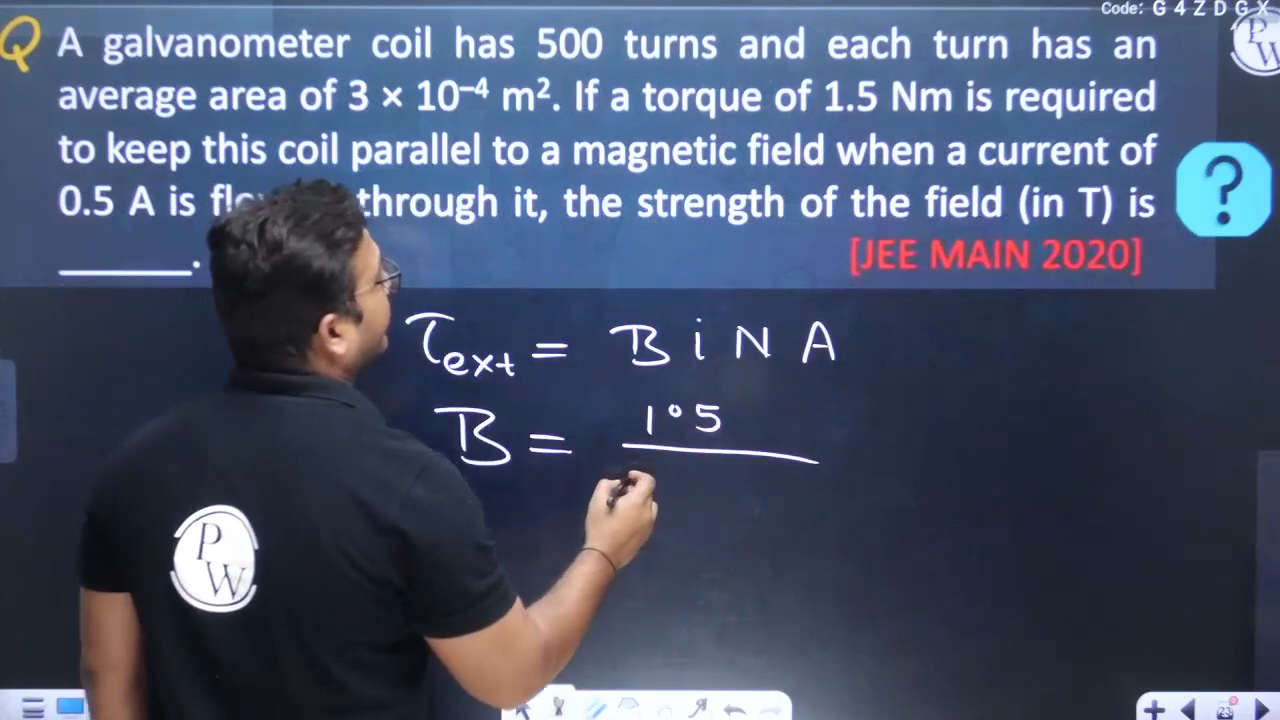 Code: G 4 Z D G X
Q A galvanometer coil has 500 turns and each turn has an
average area of 3 × 10⁻⁴ m². If a torque of 1.5 Nm is required
to keep this coil parallel to a magnetic field when a current of
0.5 A is through it, the strength of the field (in T) is
______.
[JEE MAIN 2020]
?
τext = B i N A
B = 1.5
P W
P W